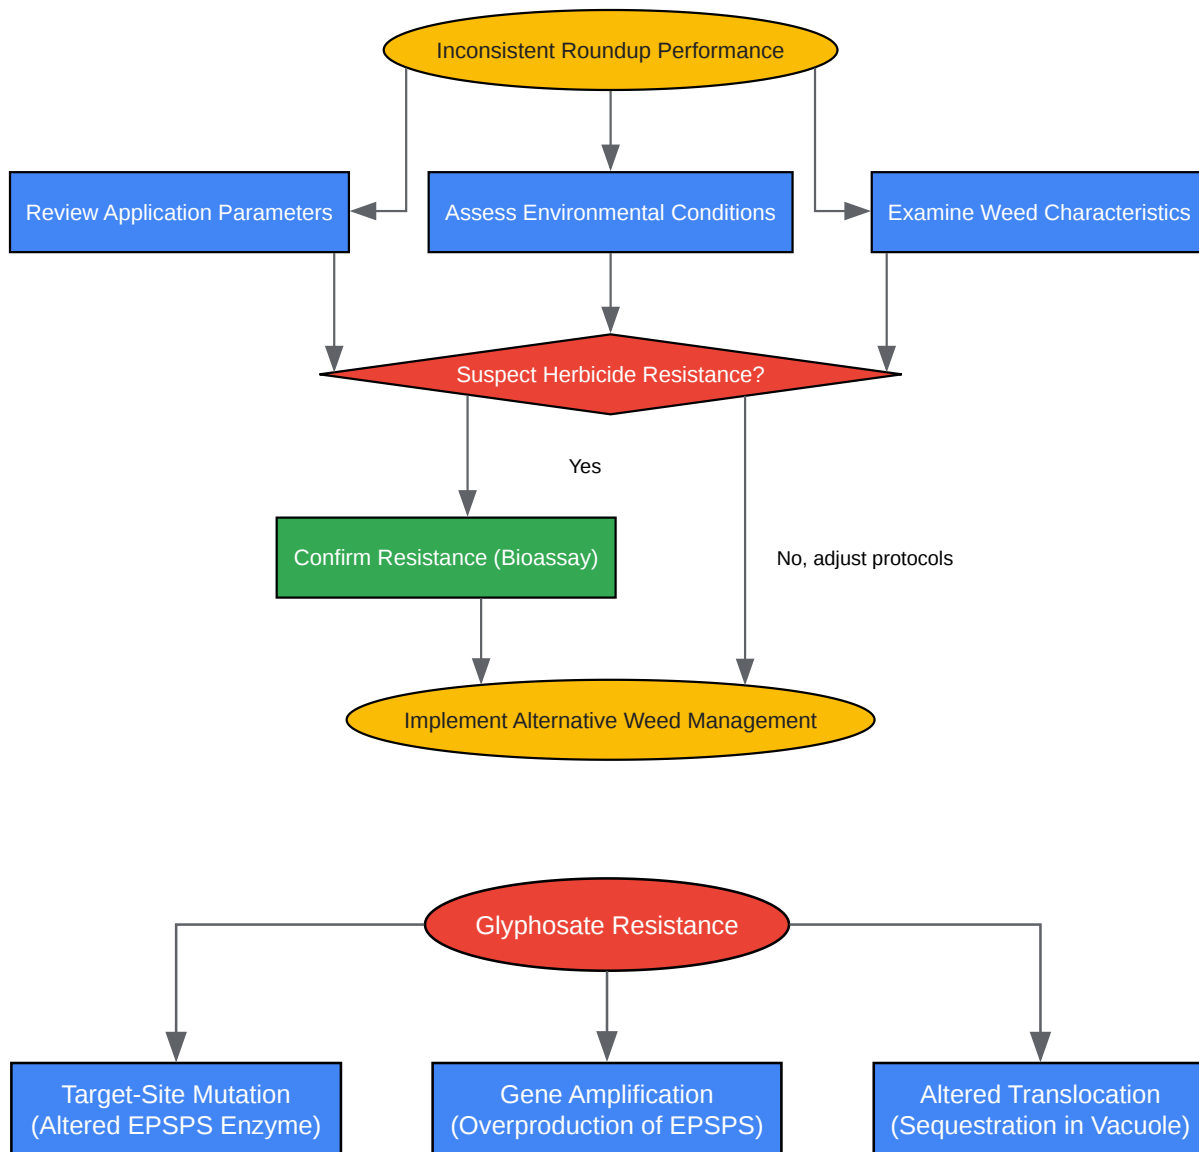 Inconsistent Roundup Performance
Review Application Parameters
Assess Environmental Conditions
Examine Weed Characteristics
Suspect Herbicide Resistance?
Yes
Confirm Resistance (Bioassay)
No, adjust protocols
Implement Alternative Weed Management
Glyphosate Resistance
Target-Site Mutation
(Altered EPSPS Enzyme)
Gene Amplification
(Overproduction of EPSPS)
Altered Translocation
(Sequestration in Vacuole)